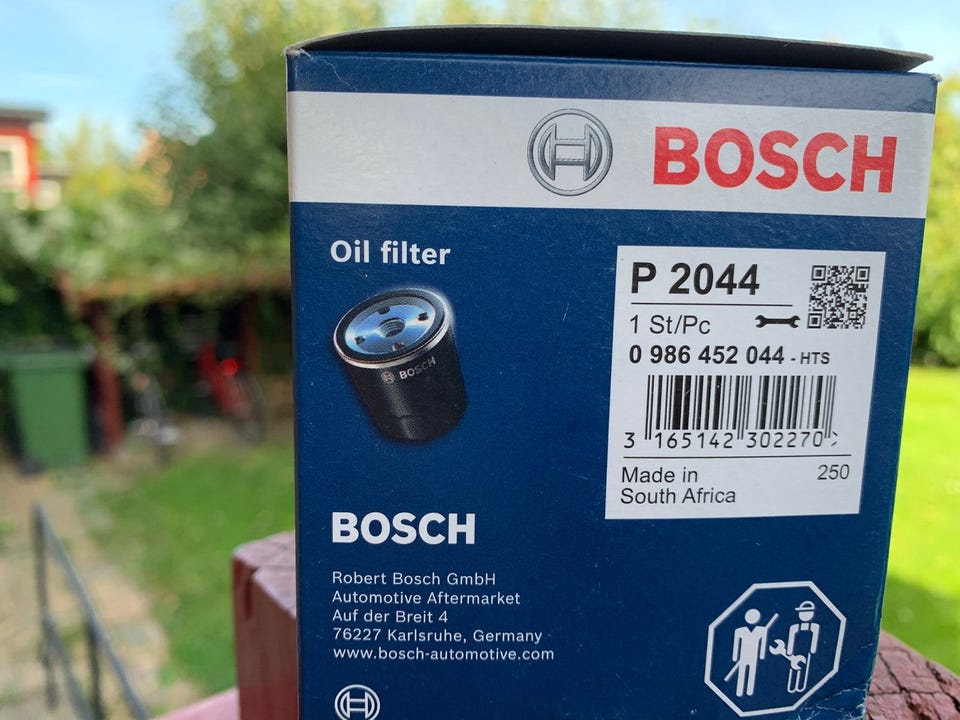 BOSCH
Oil filter
BOSCH
P 2044
1 St/Pc
0 986 452 044 - HTS
3 165142 302270 >
Made in 250
South Africa
BOSCH
Robert Bosch GmbH
Automotive Aftermarket
Auf der Breit 4
76227 Karlsruhe, Germany
www.bosch-automotive.com